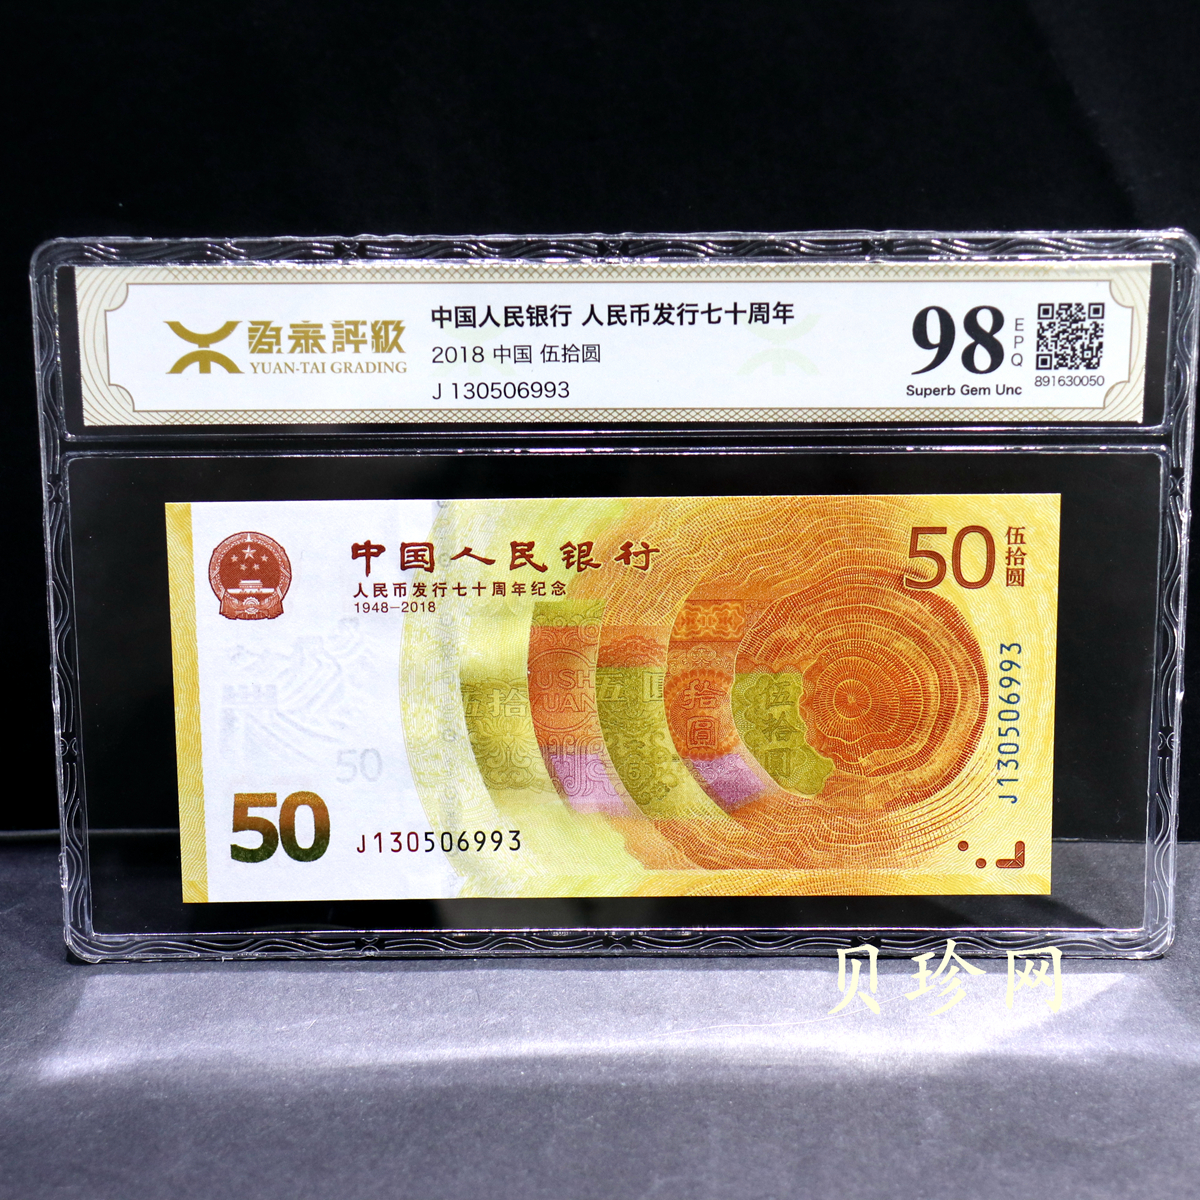 源泰評級
YUAN-TAI GRADING
中国人民银行 人民币发行七十周年
2018 中国 伍拾圆
J 130506993
98
EPQ
Superb Gem Unc
891630050
中国人民银行
人民币发行七十周年纪念
1948-2018
50
伍拾圆
J130506993
伍拾
USH
UAN
伍圆
拾圆
伍拾圆
50
50
J130506993
贝珍网